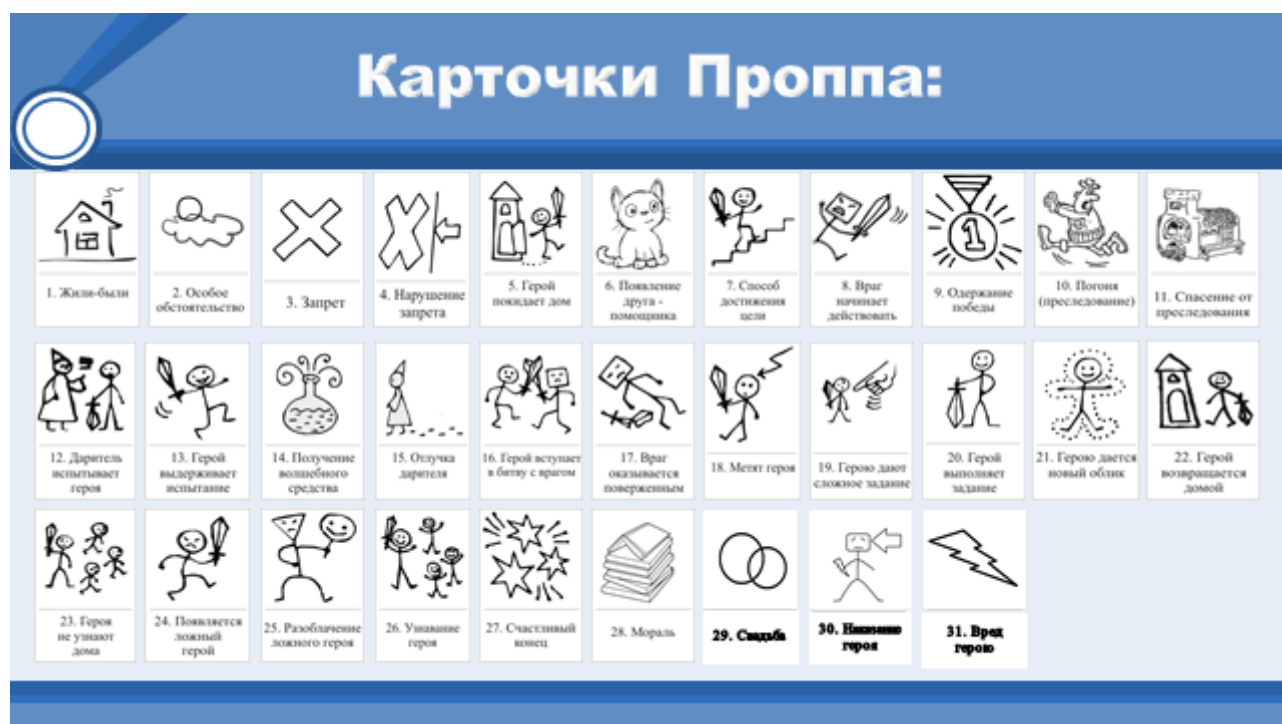 Карточки Проппа:
1. Жили-были
2. Особое
обстоятельство
3. Запрет
4. Нарушение
запрета
5. Герой
покидает дом
6. Появление
друга -
помощника
7. Способ
достижения
цели
8. Враг
начинает
действовать
9. Одержание
победы
10. Погоня
(преследование)
11. Спасение от
преследования
12. Даритель
испытывает
героя
13. Герой
выдерживает
испытание
14. Получение
волшебного
средства
15. Отлучка
дарителя
16. Герой вступает
в битву с врагом
17. Враг
оказывается
поверженным
18. Метят героя
19. Герою дают
сложное задание
20. Герой
выполняет
задание
21. Герою дается
новый облик
22. Герой
возвращается
домой
23. Героя
не узнают
дома
24. Появляется
ложный
герой
25. Разоблачение
ложного героя
26. Узнавание
героя
27. Счастливый
конец
28. Мораль
29. Свадьба
30. Наказание
героя
31. Вред
герою